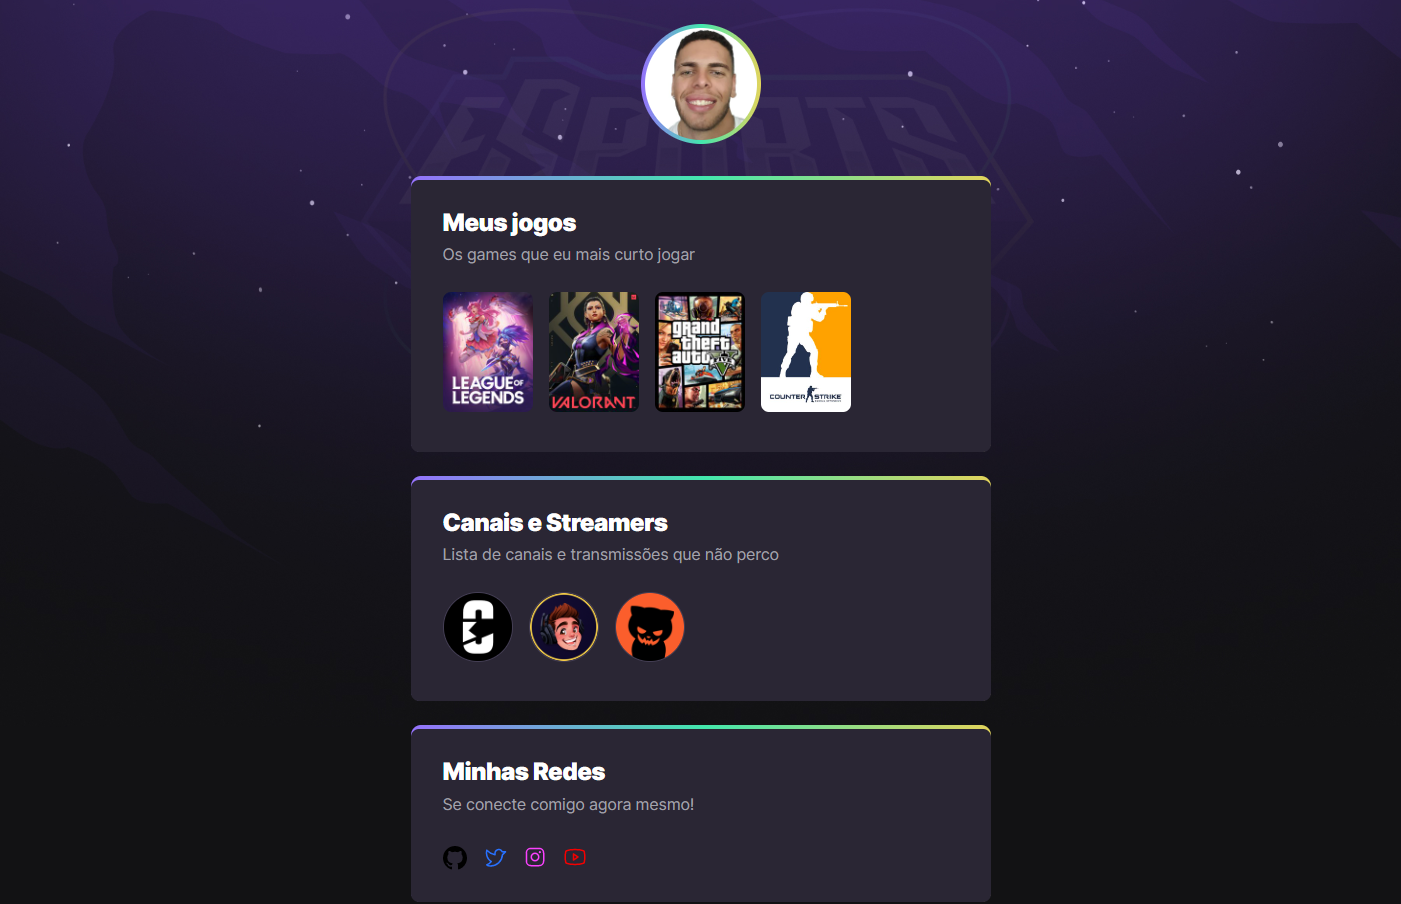 ESPORTS
Meus jogos
Os games que eu mais curto jogar
LEAGUE OF
LEGENDS
VALORANT
grand
theft
auto
V
FIVE
COUNTER STRIKE
Canais e Streamers
Lista de canais e transmissões que não perco
Minhas Redes
Se conecte comigo agora mesmo!